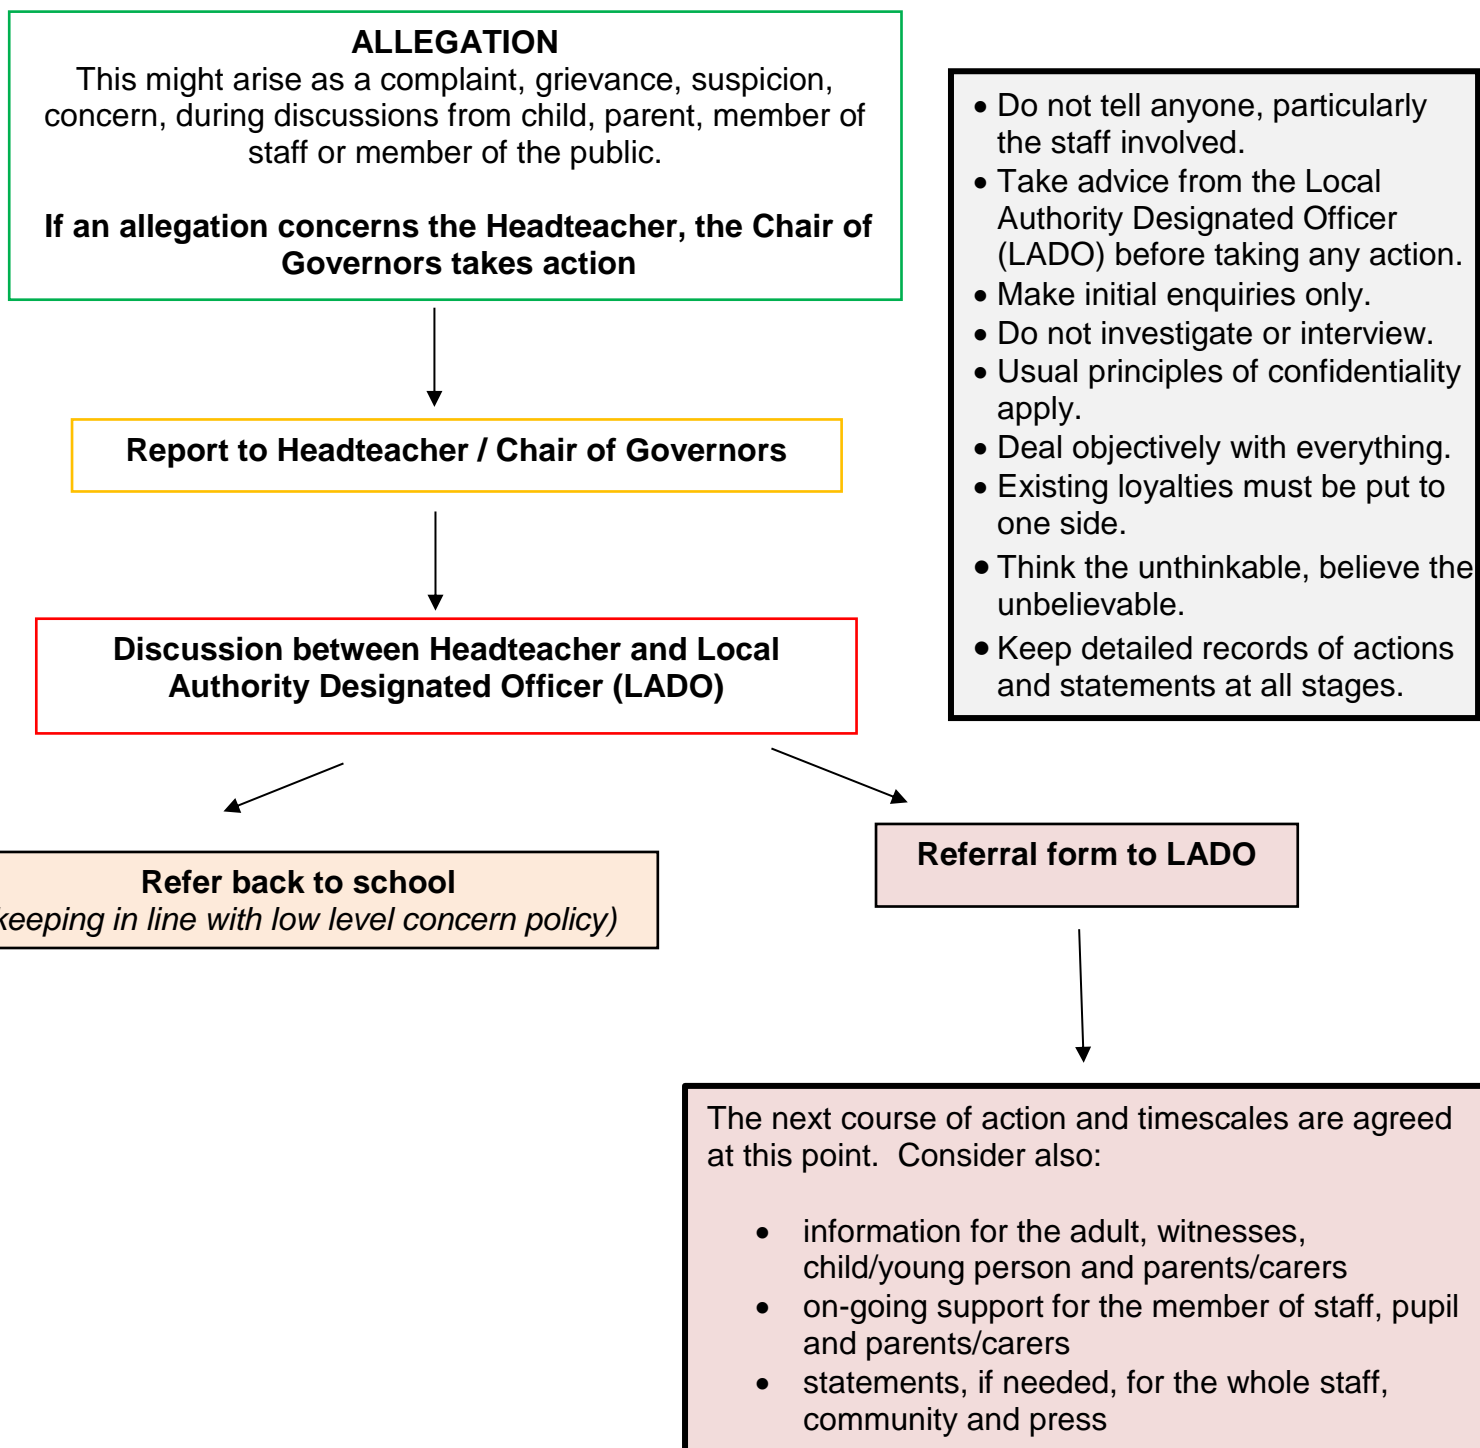 ALLEGATION
This might arise as a complaint, grievance, suspicion,
concern, during discussions from child, parent, member of
staff or member of the public.
If an allegation concerns the Headteacher, the Chair of
Governors takes action
• Do not tell anyone, particularly
the staff involved.
• Take advice from the Local
Authority Designated Officer
(LADO) before taking any action.
• Make initial enquiries only.
• Do not investigate or interview.
• Usual principles of confidentiality
apply.
• Deal objectively with everything.
• Existing loyalties must be put to
one side.
• Think the unthinkable, believe the
unbelievable.
• Keep detailed records of actions
and statements at all stages.
Report to Headteacher / Chair of Governors
Discussion between Headteacher and Local
Authority Designated Officer (LADO)
Refer back to school
keeping in line with low level concern policy)
Referral form to LADO
The next course of action and timescales are agreed
at this point.  Consider also:
• information for the adult, witnesses,
child/young person and parents/carers
• on-going support for the member of staff, pupil
and parents/carers
• statements, if needed, for the whole staff,
community and press